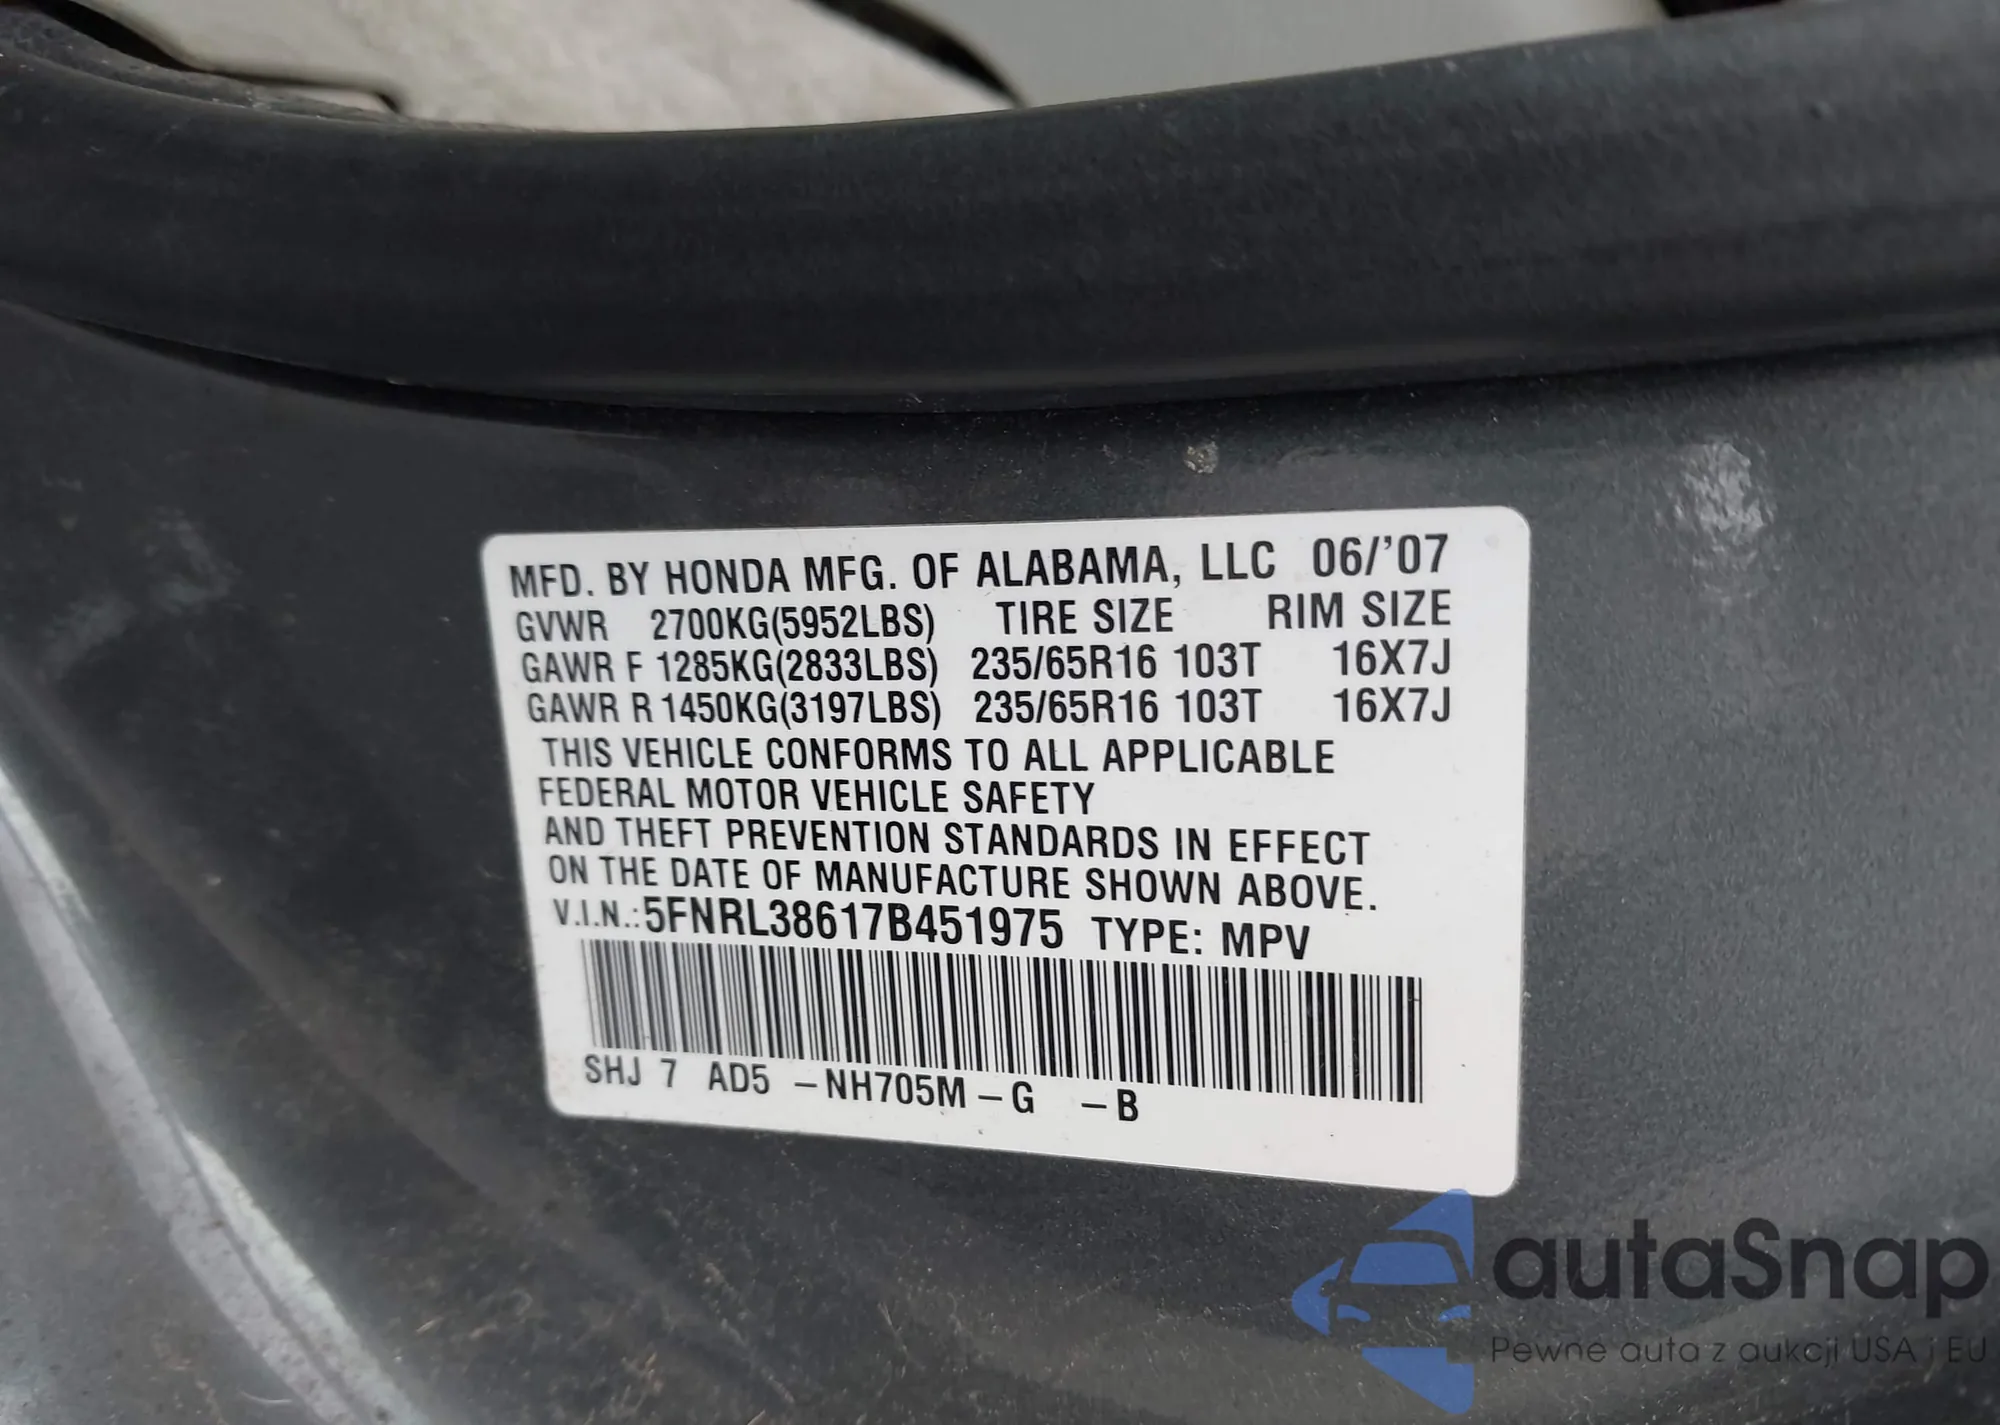 MFD. BY HONDA MFG. OF ALABAMA, LLC 06/'07
GVWR 2700KG(5952LBS) TIRE SIZE RIM SIZE
GAWR F 1285KG(2833LBS) 235/65R16 103T 16X7J
GAWR R 1450KG(3197LBS) 235/65R16 103T 16X7J
THIS VEHICLE CONFORMS TO ALL APPLICABLE
FEDERAL MOTOR VEHICLE SAFETY
AND THEFT PREVENTION STANDARDS IN EFFECT
ON THE DATE OF MANUFACTURE SHOWN ABOVE.
V.I.N.: 5FNRL38617B451975 TYPE: MPV
SHJ 7 AD5 -NH705M-G -B
autaSnap
Pewne auta z aukcji USA i EU